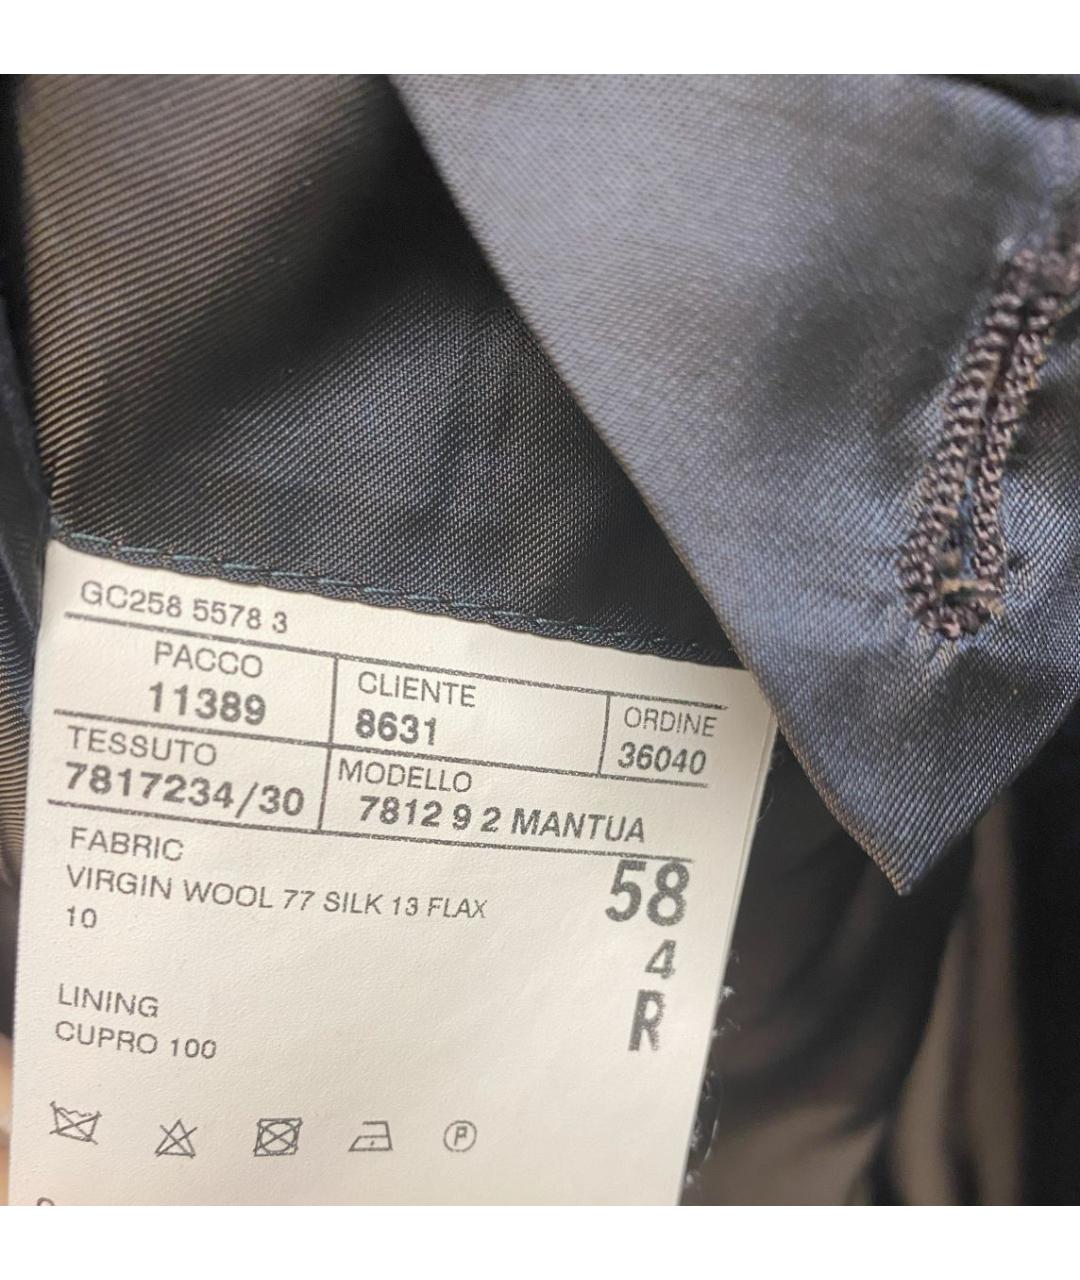 GC258 5578 3
PACCO
11389
CLIENTE
8631
ORDINE
36040
TESSUTO
7817234/30
MODELLO
7812 9 2 MANTUA
FABRIC
VIRGIN WOOL 77 SILK 13 FLAX
10
58
4
R
LINING
CUPRO 100
P